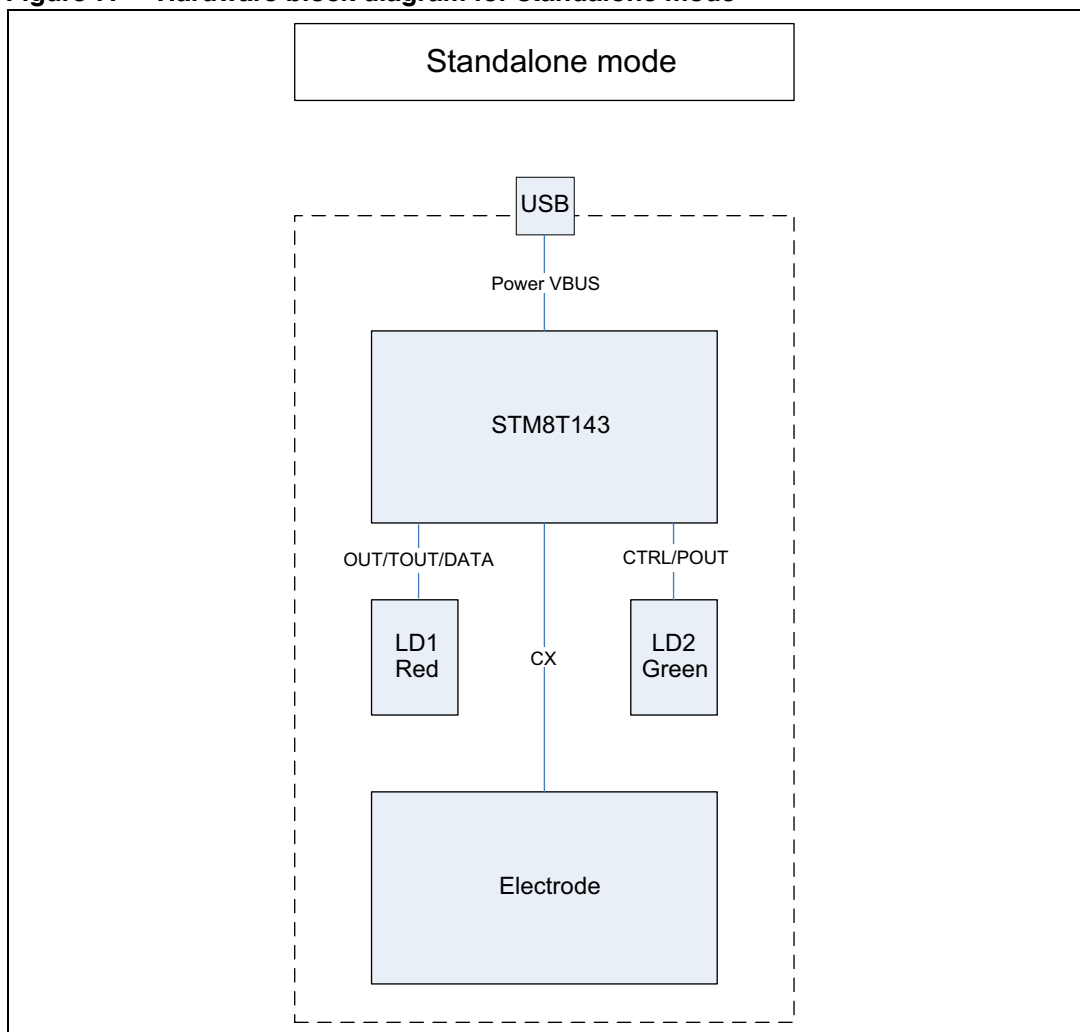 Standalone mode
USB
Power VBUS
STM8T143
OUT/TOUT/DATA
CTRL/POUT
LD1
Red
CX
LD2
Green
Electrode